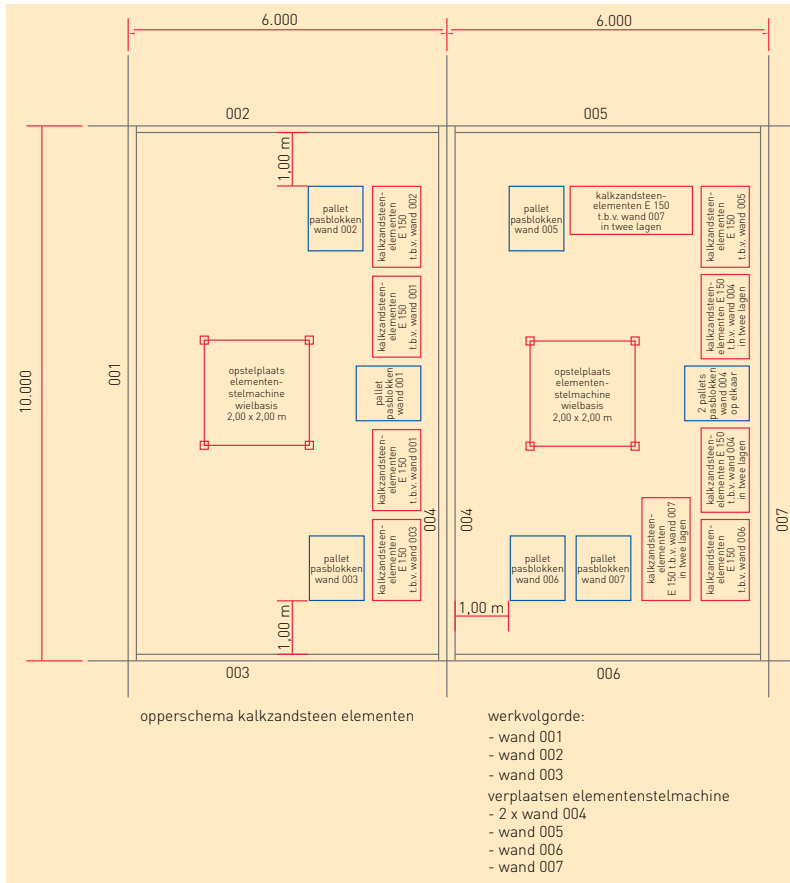 6.000
6.000
002
005
1,00 m
pallet
pasblokken
wand 002
kalkzandsteen-
elementen
E 150
t.b.v. wand 002
pallet
pasblokken
wand 005
kalkzandsteen-
elementen E 150
t.b.v. wand 007
in twee lagen
kalkzandsteen-
elementen
E 150
t.b.v. wand 005
kalkzandsteen-
elementen
E 150
t.b.v. wand 001
kalkzandsteen-
elementen E 150
t.b.v. wand 004
in twee lagen
10.000
001
opstelplaats
elementen-
stelmachine
wielbasis
2,00 x 2,00 m
pallet
pasblokken
wand 001
opstelplaats
elementen-
stelmachine
wielbasis
2,00 x 2,00 m
2 pallets
pasblokken
wand 004
op elkaar
kalkzandsteen-
elementen
E 150
t.b.v. wand 001
kalkzandsteen-
elementen E 150
t.b.v. wand 004
in twee lagen
004
004
007
pallet
pasblokken
wand 003
kalkzandsteen-
elementen
E 150
t.b.v. wand 003
pallet
pasblokken
wand 006
pallet
pasblokken
wand 007
kalkzandsteen-
elementen
E 150 t.b.v. wand 007
in twee lagen
kalkzandsteen-
elementen
E 150
t.b.v. wand 006
1,00 m
1,00 m
003
006
opperschema kalkzandsteen elementen
werkvolgorde:
- wand 001
- wand 002
- wand 003
verplaatsen elementenstelmachine
- 2 x wand 004
- wand 005
- wand 006
- wand 007